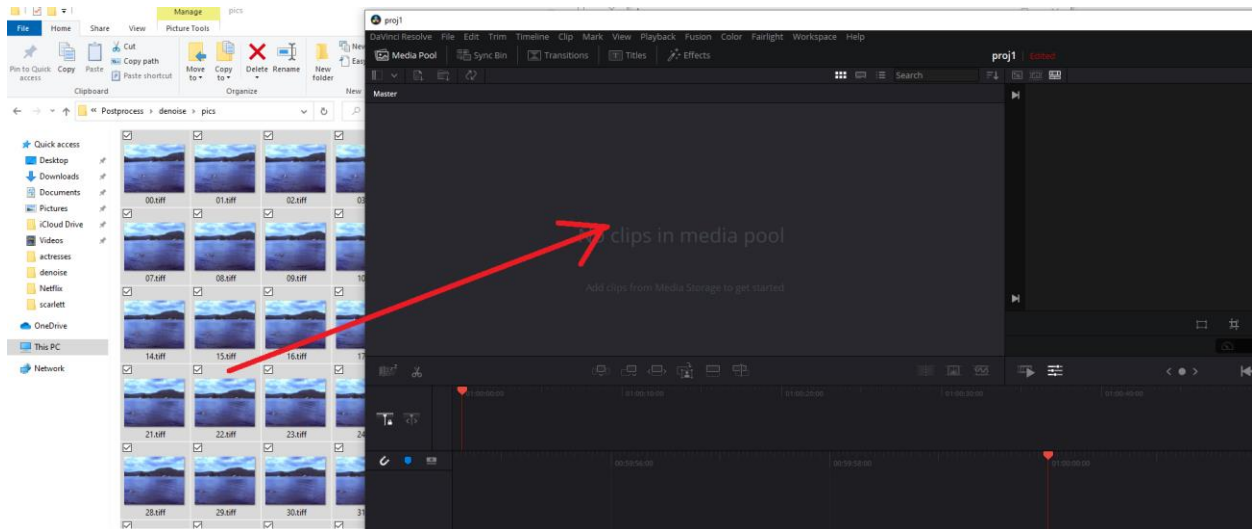 Manage
pics
File
Home
Share
View
Picture Tools
Pin to Quick access
Copy
Paste
Cut
Copy path
Paste shortcut
Move to
Copy to
Delete
Rename
New folder
Clipboard
Organize
New
« Postprocess › denoise › pics
Quick access
Desktop
Downloads
Documents
Pictures
iCloud Drive
Videos
actresses
denoise
Netflix
scarlett
OneDrive
This PC
Network
00.tiff
01.tiff
02.tiff
03
07.tiff
08.tiff
09.tiff
10
14.tiff
15.tiff
16.tiff
17
21.tiff
22.tiff
23.tiff
24
28.tiff
29.tiff
30.tiff
31
proj1
DaVinci Resolve File Edit Trim Timeline Clip Mark View Playback Fusion Color Fairlight Workspace Help
Media Pool
Sync Bin
Transitions
Titles
Effects
proj1
Edited
Search
Master
No clips in media pool
Add clips from Media Storage to get started
01:00:00:00
01:00:10:00
01:00:20:00
01:00:30:00
01:00:40:00
00:59:56:00
00:59:58:00
01:00:00:00